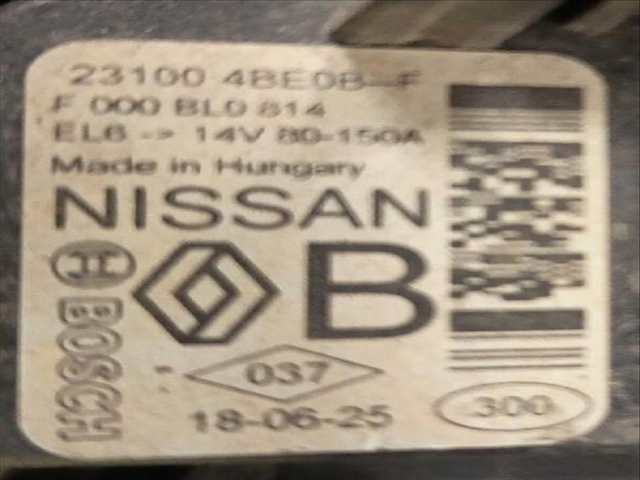 23100 4BE0B--F
F 000 BL0 814
EL6 -> 14V 80-150A
Made in Hungary
NISSAN
B
BOSCH
037
18-06-25
300